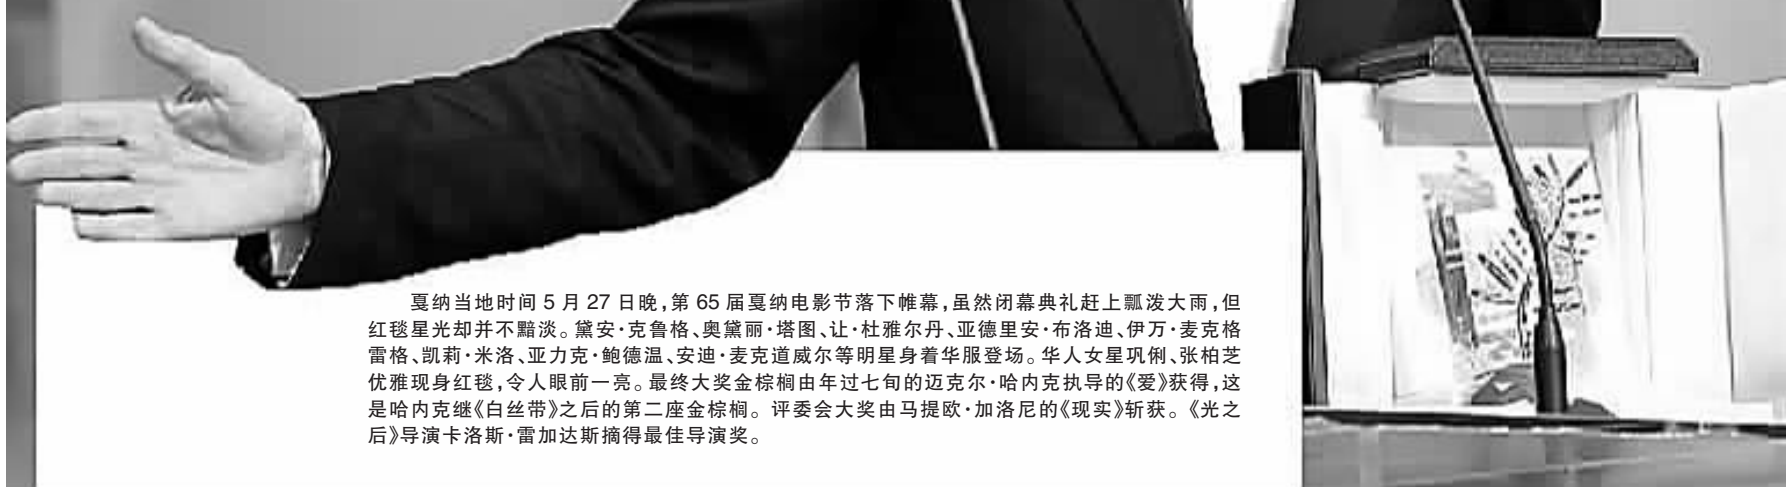 戛纳当地时间 5 月 27 日晚,第 65 届戛纳电影节落下帷幕,虽然闭幕典礼赶上瓢泼大雨,但
红毯星光却并不黯淡。黛安·克鲁格、奥黛丽·塔图、让·杜雅尔丹、亚德里安·布洛迪、伊万·麦克格
雷格、凯莉·米洛、亚力克·鲍德温、安迪·麦克道威尔等明星身着华服登场。华人女星巩俐、张柏芝
优雅现身红毯,令人眼前一亮。最终大奖金棕榈由年过七旬的迈克尔·哈内克执导的《爱》获得,这
是哈内克继《白丝带》之后的第二座金棕榈。评委会大奖由马提欧·加洛尼的《现实》斩获。《光之
后》导演卡洛斯·雷加达斯摘得最佳导演奖。